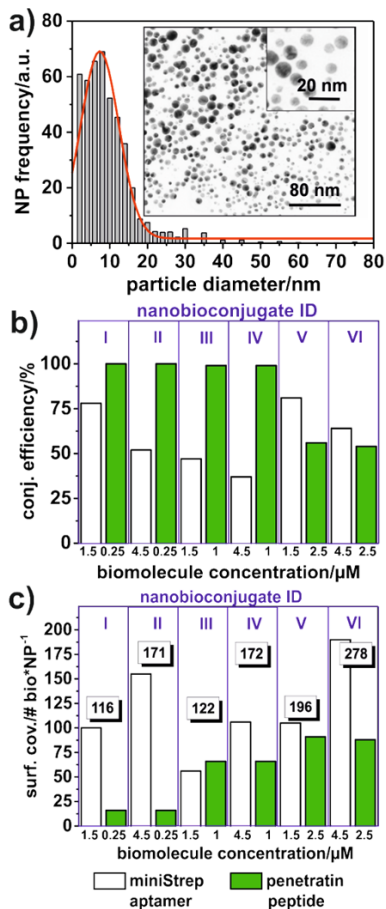 a)
NP frequency/a.u.
80
60
40
20
0
20 nm
80 nm
0 10 20 30 40 50 60 70 80
particle diameter/nm
b)
nanobioconjugate ID
I II III IV V VI
conj. efficiency/%
100
75
50
25
0
1.5 0.25 4.5 0.25 1.5 1 4.5 1 1.5 2.5 4.5 2.5
biomolecule concentration/µM
c)
nanobioconjugate ID
I II III IV V VI
surf. cov./# bio*NP⁻¹
200
175
150
125
100
75
50
25
0
116 171 122 172 196 278
1.5 0.25 4.5 0.25 1.5 1 4.5 1 1.5 2.5 4.5 2.5
biomolecule concentration/µM
miniStrep
aptamer
penetratin
peptide